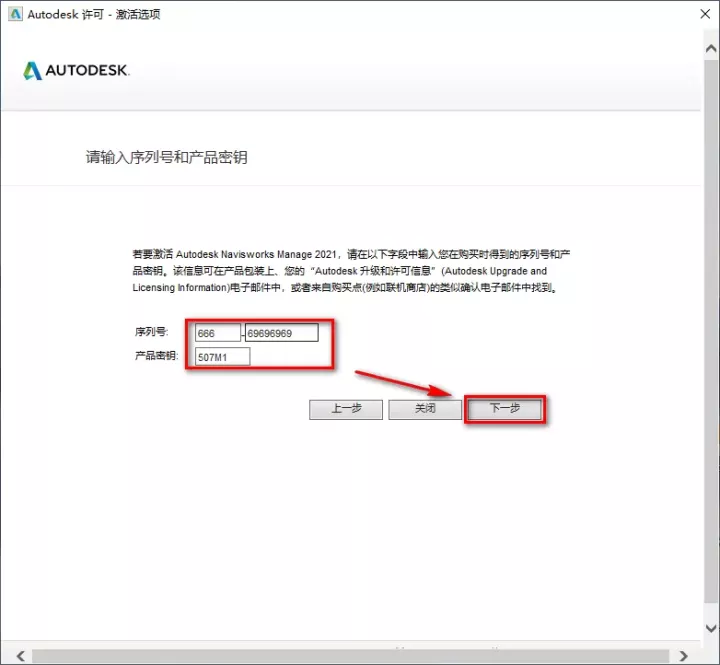 Autodesk 许可 - 激活选项
AUTODESK.
请输入序列号和产品密钥
若要激活 Autodesk Navisworks Manage 2021，请在以下字段中输入您在购买时得到的序列号和产
品密钥。该信息可在产品包装上、您的“Autodesk 升级和许可信息”(Autodesk Upgrade and
Licensing Information)电子邮件中，或者来自购买点(例如联机商店)的类似确认电子邮件中找到。
序列号: 666 - 69696969
产品密钥: 507M1
上一步 关闭 下一步